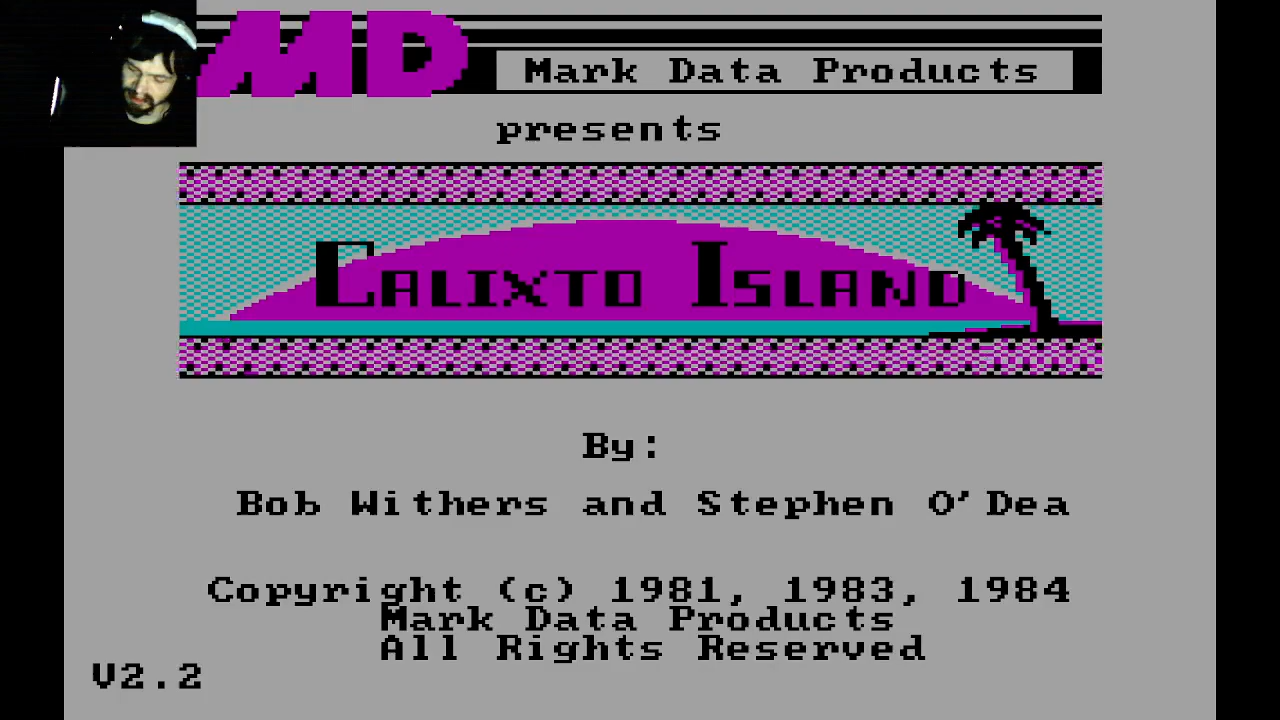 MD
Mark Data Products
presents
Calixto Island
By:
Bob Withers and Stephen O'Dea
Copyright (c) 1981, 1983, 1984
Mark Data Products
All Rights Reserved
V2.2